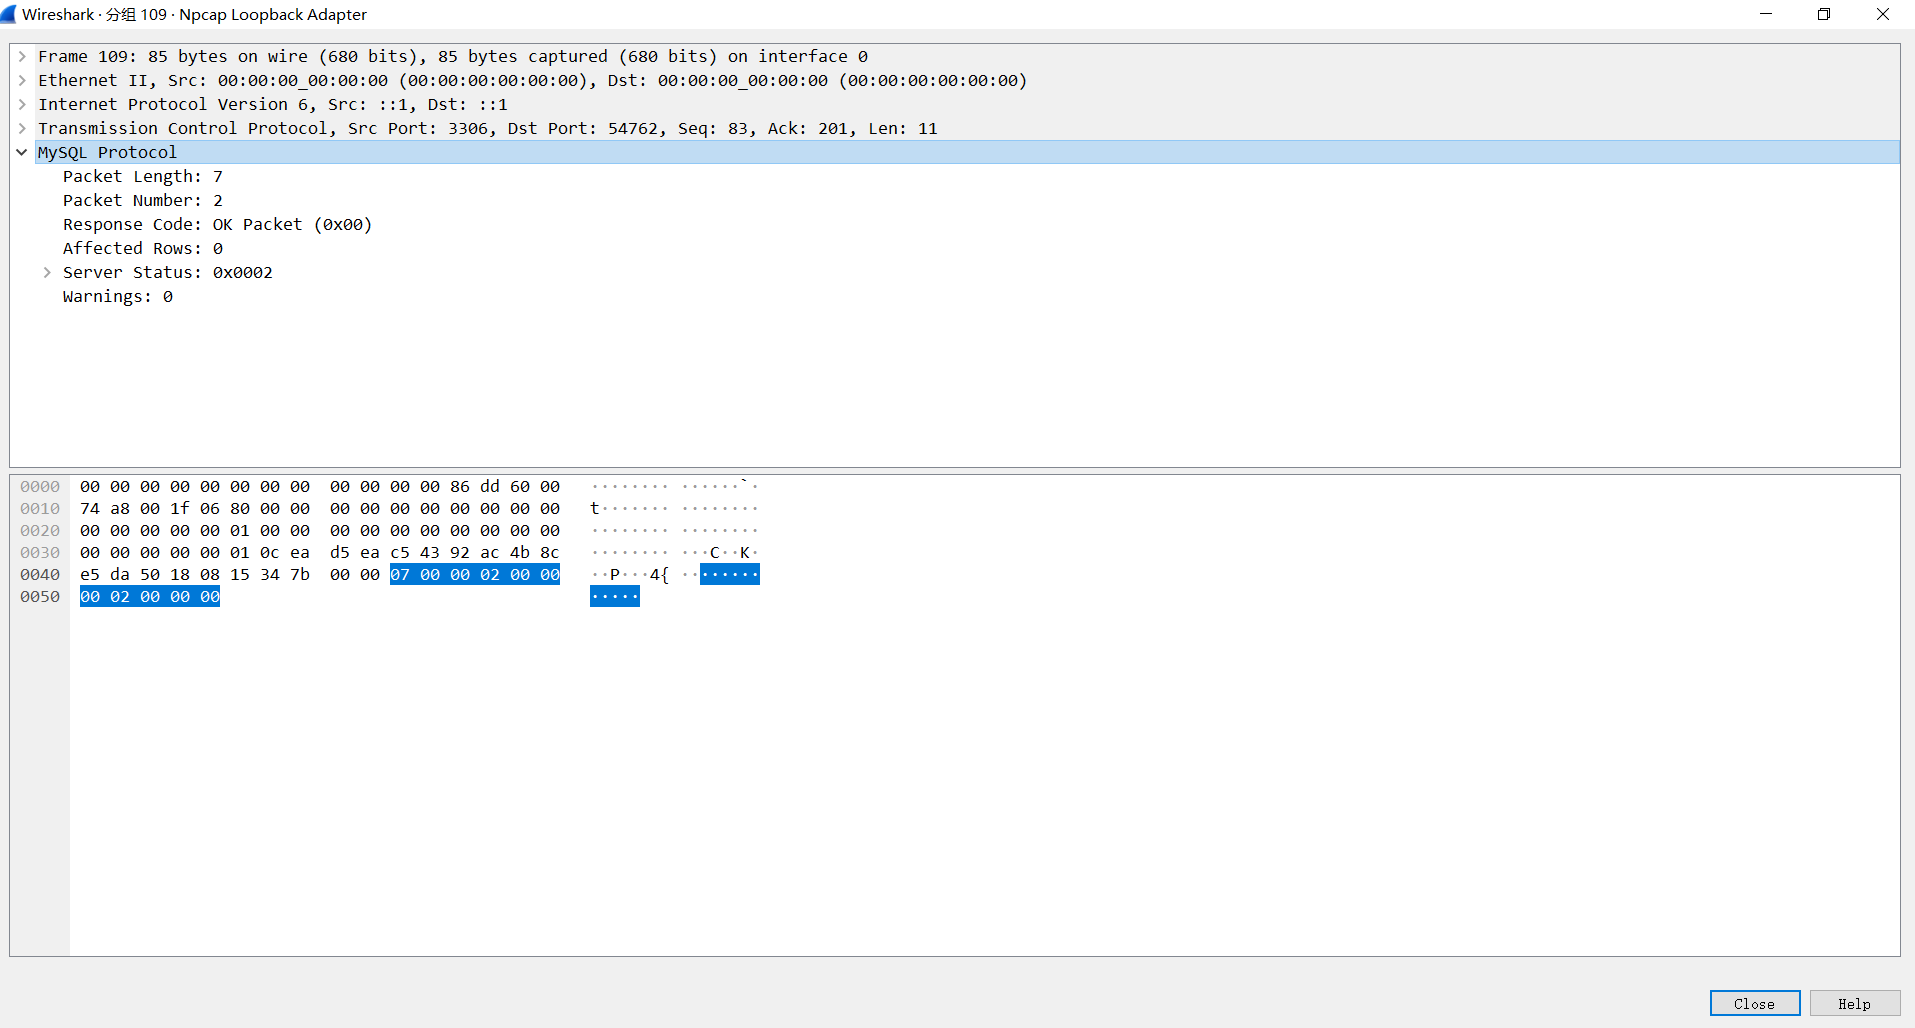 Wireshark · 分组 109 · Npcap Loopback Adapter
Frame 109: 85 bytes on wire (680 bits), 85 bytes captured (680 bits) on interface 0
Ethernet II, Src: 00:00:00_00:00:00 (00:00:00:00:00:00), Dst: 00:00:00_00:00:00 (00:00:00:00:00:00)
Internet Protocol Version 6, Src: ::1, Dst: ::1
Transmission Control Protocol, Src Port: 3306, Dst Port: 54762, Seq: 83, Ack: 201, Len: 11
MySQL Protocol
Packet Length: 7
Packet Number: 2
Response Code: OK Packet (0x00)
Affected Rows: 0
Server Status: 0x0002
Warnings: 0
0000 00 00 00 00 00 00 00 00 00 00 00 00 86 dd 60 00 ········ ······`·
0010 74 a8 00 1f 06 80 00 00 00 00 00 00 00 00 00 00 t······· ········
0020 00 00 00 00 00 01 00 00 00 00 00 00 00 00 00 00 ········ ········
0030 00 00 00 00 00 01 0c ea d5 ea c5 43 92 ac 4b 8c ········ ···C··K·
0040 e5 da 50 18 08 15 34 7b 00 00 07 00 00 02 00 00 ··P···4{ ········
0050 00 02 00 00 00 ·····
Close Help